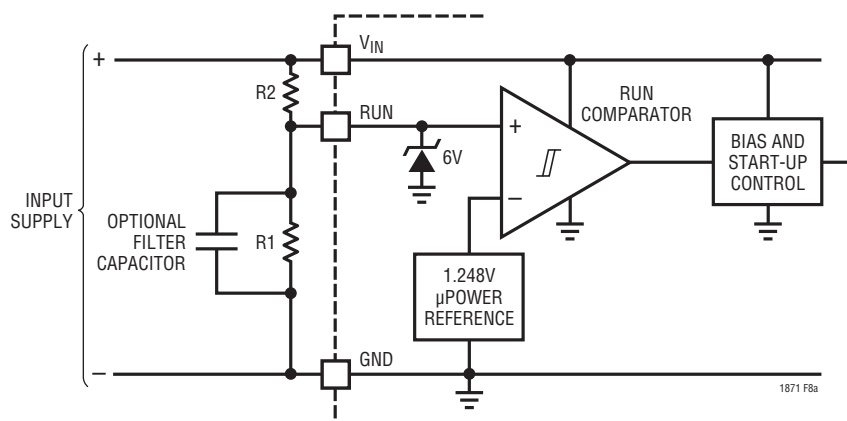 V_IN
+
R2
RUN
RUN
COMPARATOR
+
6V
BIAS AND
START-UP
CONTROL
INPUT
SUPPLY
OPTIONAL
FILTER
CAPACITOR
R1
−
1.248V
µPOWER
REFERENCE
GND
−
1871 F8a